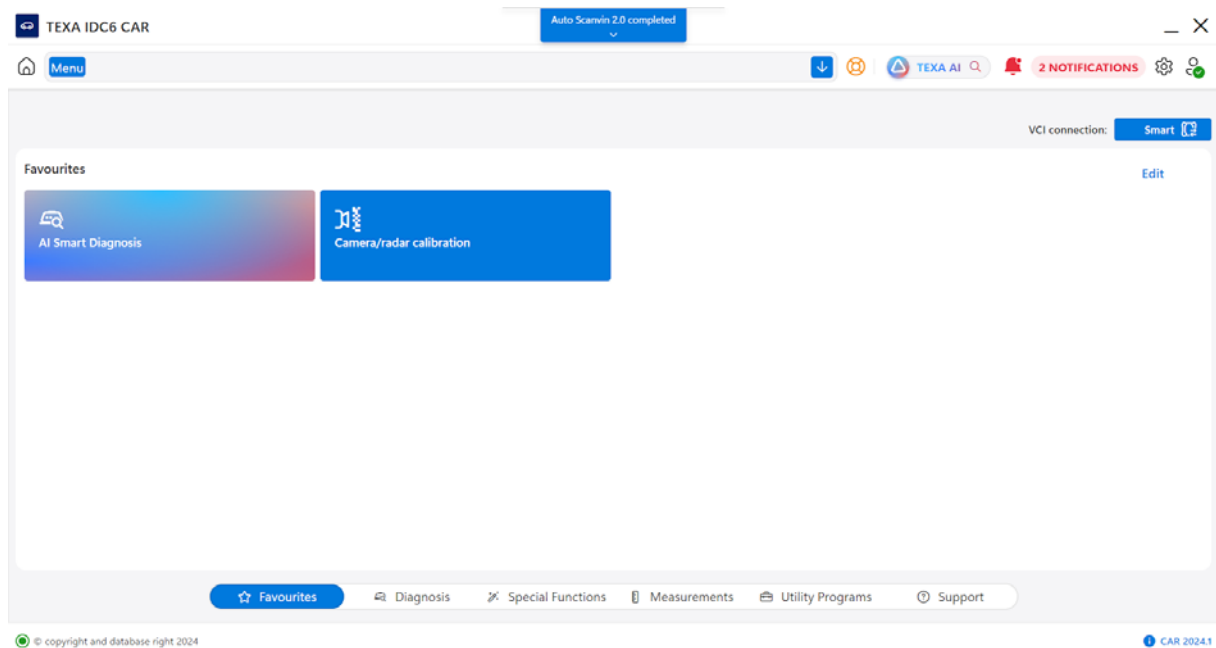 TEXA IDC6 CAR
Auto Scanvin 2.0 completed
Menu
TEXA AI
2 NOTIFICATIONS
VCI connection:
Smart
Favourites
Edit
AI Smart Diagnosis
Camera/radar calibration
Favourites
Diagnosis
Special Functions
Measurements
Utility Programs
Support
© copyright and database right 2024
CAR 2024.1